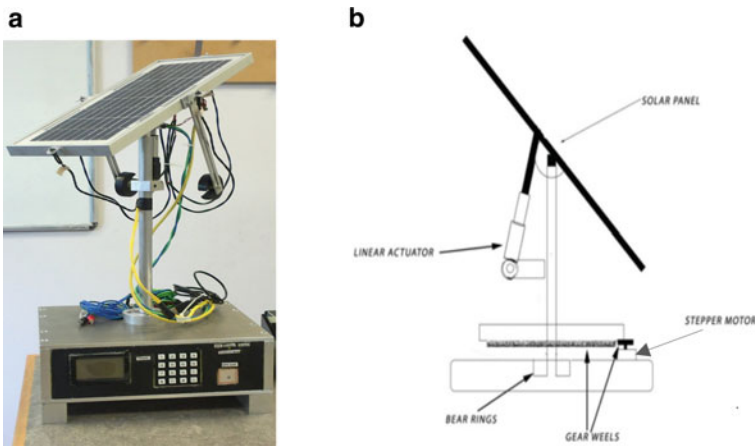 a
b
SOLAR PANEL
LINEAR ACTUATOR
STEPPER MOTOR
BEAR RINGS
GEAR WEELS